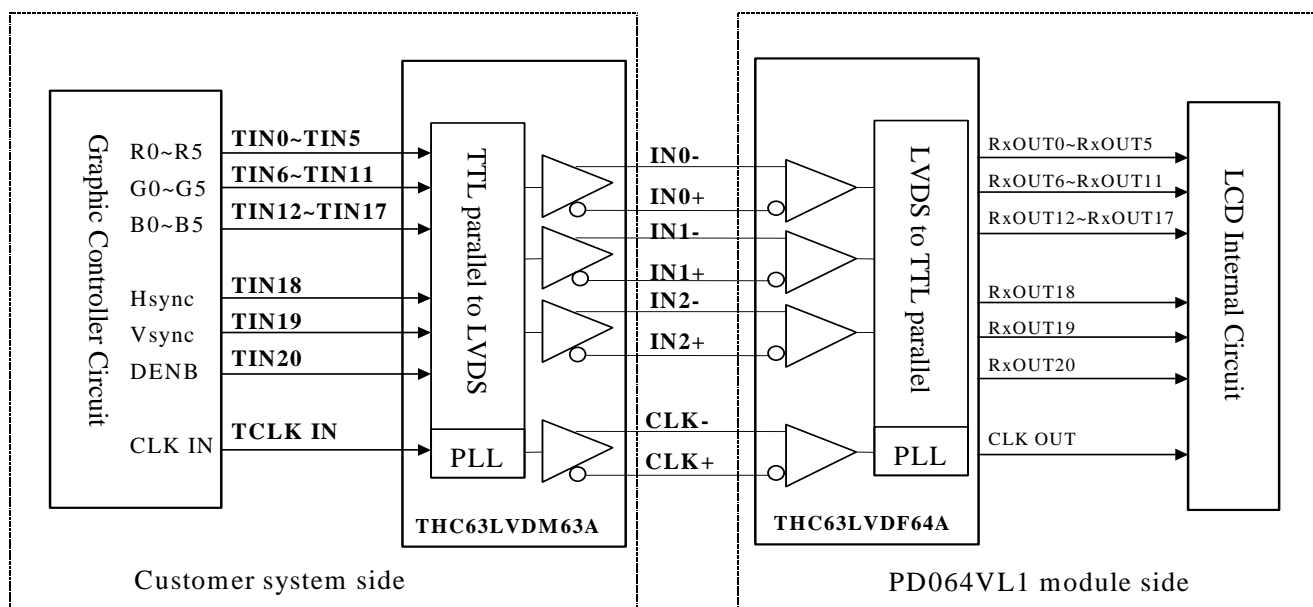 Graphic Controller Circuit
R0~R5
G0~G5
B0~B5
Hsync
Vsync
DENB
CLK IN
TIN0~TIN5
TIN6~TIN11
TIN12~TIN17
TIN18
TIN19
TIN20
TCLK IN
TTL parallel to LVDS
PLL
THC63LVDM63A
Customer system side
IN0-
IN0+
IN1-
IN1+
IN2-
IN2+
CLK-
CLK+
LVDS to TTL parallel
PLL
THC63LVDF64A
RxOUT0~RxOUT5
RxOUT6~RxOUT11
RxOUT12~RxOUT17
RxOUT18
RxOUT19
RxOUT20
CLK OUT
LCD Internal Circuit
PD064VL1 module side